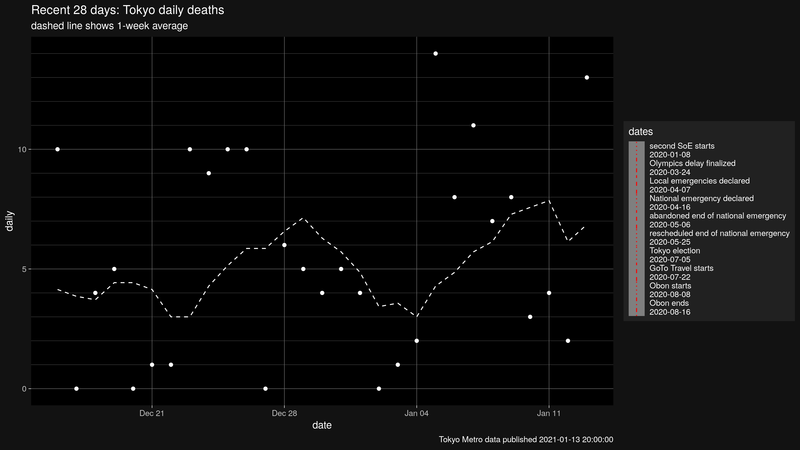 Recent 28 days: Tokyo daily deaths
dashed line shows 1-week average
10
5
0
daily
Dec 21
Dec 28
Jan 04
Jan 11
date
Tokyo Metro data published 2021-01-13 20:00:00
dates
second SoE starts
2020-01-08
Olympics delay finalized
2020-03-24
Local emergencies declared
2020-04-07
National emergency declared
2020-04-16
abandoned end of national emergency
2020-05-06
rescheduled end of national emergency
2020-05-25
Tokyo election
2020-07-05
GoTo Travel starts
2020-07-22
Obon starts
2020-08-08
Obon ends
2020-08-16